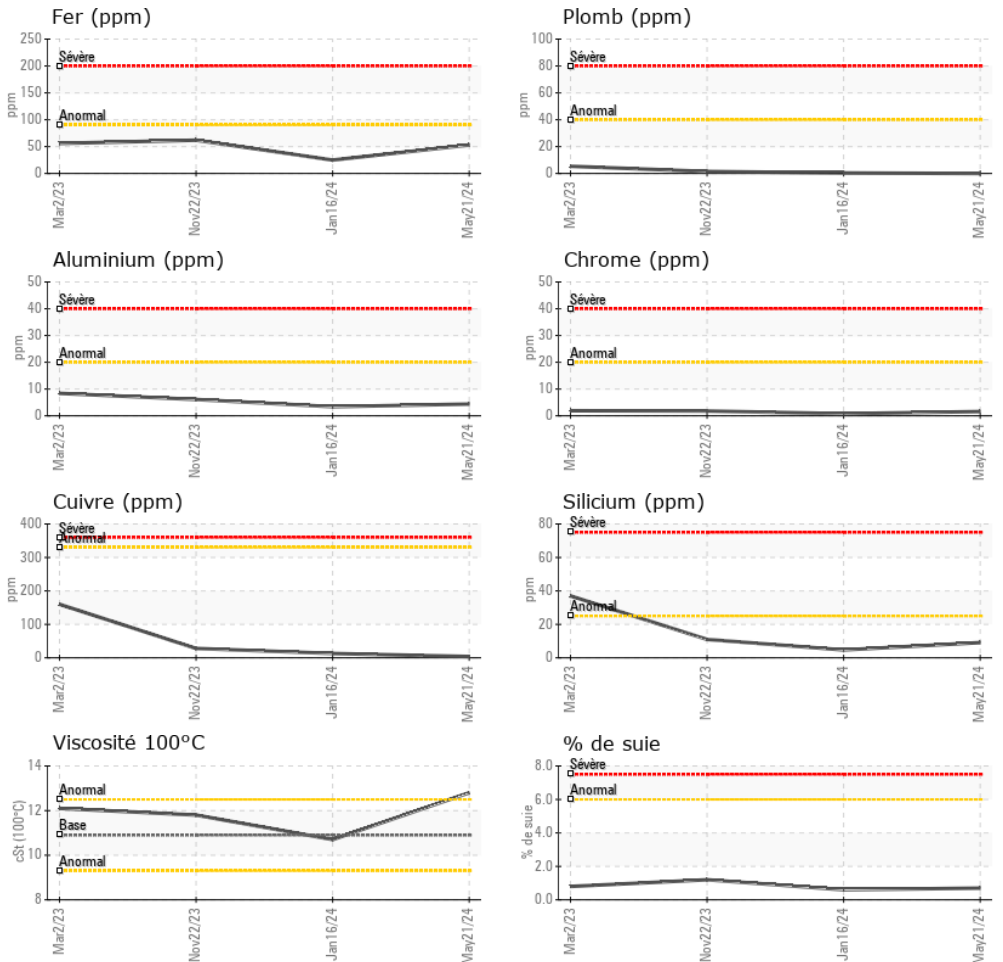 Fer (ppm)
250
200
150
100
50
0
ppm
Sévère
Anormal
Mar2/23
Nov22/23
Jan16/24
May21/24
Plomb (ppm)
100
80
60
40
20
0
ppm
Sévère
Anormal
Mar2/23
Nov22/23
Jan16/24
May21/24
Aluminium (ppm)
50
40
30
20
10
0
ppm
Sévère
Anormal
Mar2/23
Nov22/23
Jan16/24
May21/24
Chrome (ppm)
50
40
30
20
10
0
ppm
Sévère
Anormal
Mar2/23
Nov22/23
Jan16/24
May21/24
Cuivre (ppm)
400
300
200
100
0
ppm
Sévère
Anormal
Mar2/23
Nov22/23
Jan16/24
May21/24
Silicium (ppm)
80
60
40
20
0
ppm
Sévère
Anormal
Mar2/23
Nov22/23
Jan16/24
May21/24
Viscosité 100°C
14
12
10
8
cSt (100°C)
Anormal
Base
Anormal
Mar2/23
Nov22/23
Jan16/24
May21/24
% de suie
8.0
6.0
4.0
2.0
0.0
% de suie
Sévère
Anormal
Mar2/23
Nov22/23
Jan16/24
May21/24